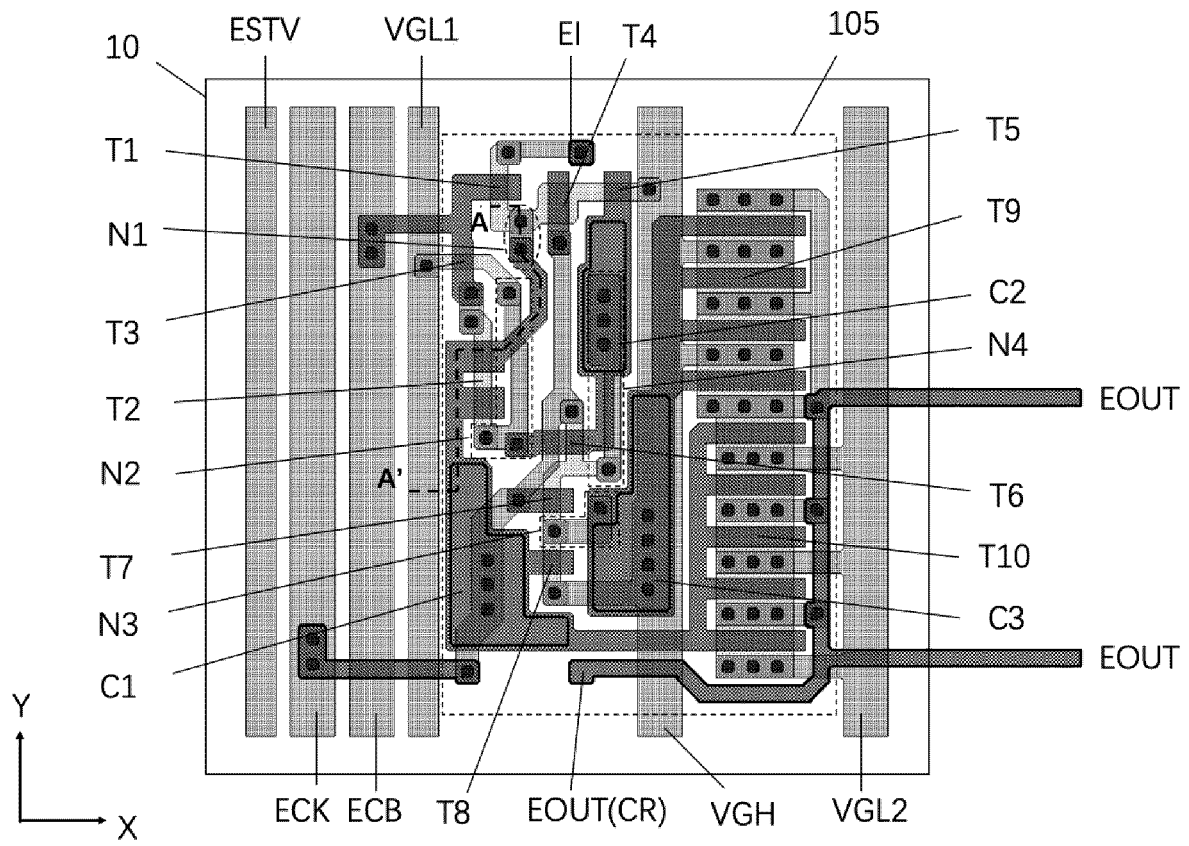 ESTV
VGL1
EI
T4
105
10
T1
T5
A
N1
T9
T3
C2
N4
T2
EOUT
N2
A'
T6
T7
T10
N3
C3
C1
EOUT
Y
X
ECK
ECB
T8
EOUT(CR)
VGH
VGL2